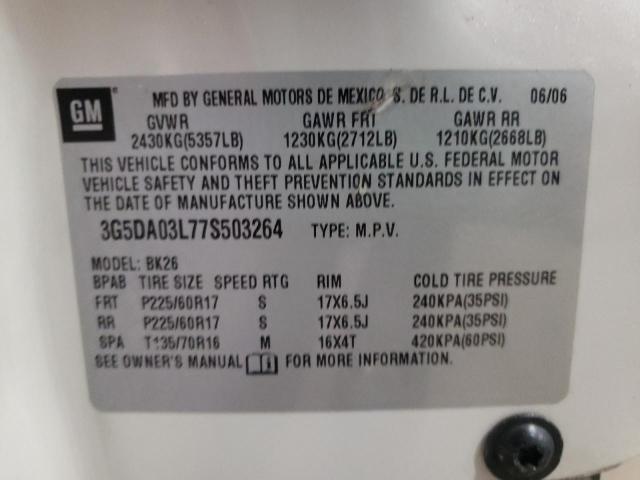 GM
MFD BY GENERAL MOTORS DE MEXICO, S. DE R.L. DE C.V. 06/06
GVWR GAWR FRT GAWR RR
2430KG(5357LB) 1230KG(2712LB) 1210KG(2668LB)
THIS VEHICLE CONFORMS TO ALL APPLICABLE U.S. FEDERAL MOTOR
VEHICLE SAFETY AND THEFT PREVENTION STANDARDS IN EFFECT ON
THE DATE OF MANUFACTURE SHOWN ABOVE.
3G5DA03L77S503264 TYPE: M.P.V.
MODEL: BK26
BPAB TIRE SIZE SPEED RTG RIM COLD TIRE PRESSURE
FRT P225/60R17 S 17X6.5J 240KPA(35PSI)
RR P225/60R17 S 17X6.5J 240KPA(35PSI)
SPA T135/70R16 M 16X4T 420KPA(60PSI)
SEE OWNER'S MANUAL FOR MORE INFORMATION.